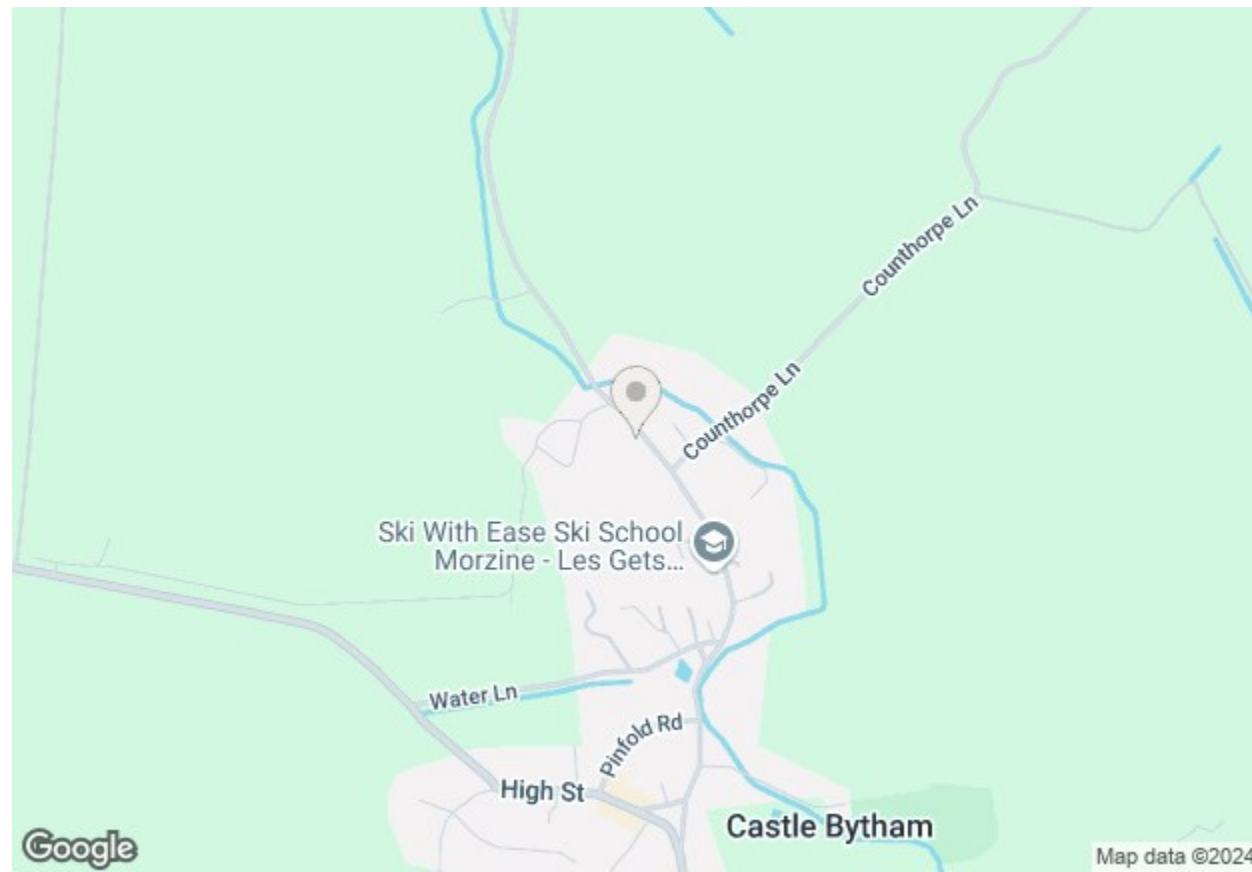 Counthorpe Ln
Counthorpe Ln
Ski With Ease Ski School
Morzine - Les Gets...
Water Ln
Pinfold Rd
High St
Castle Bytham
Google
Map data ©2024